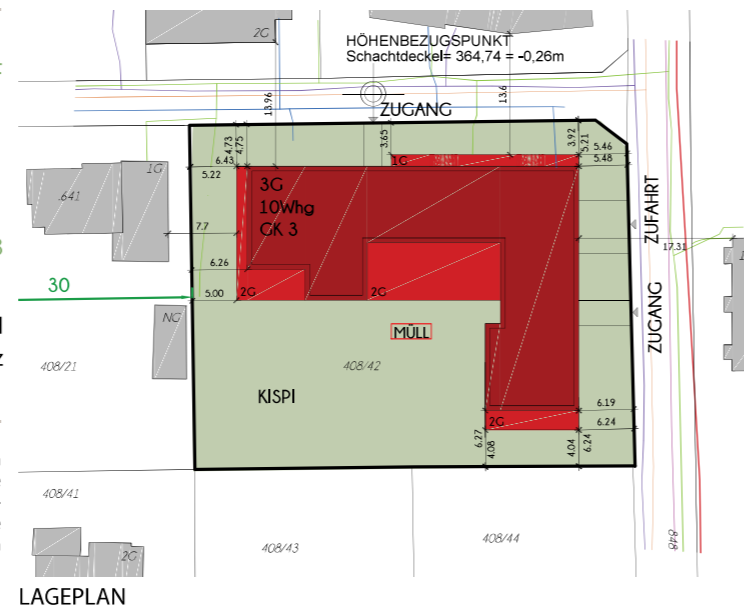 2G
HÖHENBEZUGSPUNKT
Schachtdeckel= 364,74 = -0,26m
13.96
13.6
ZUGANG
4.73
4.75
3.65
3.92
5.21
6.43
5.22
1G
5.46
5.48
1G
.641
3G
10Whg
GK 3
7.7
ZUFAHRT
17.31
6.26
30
5.00
2G
2G
NG
MÜLL
ZUGANG
408/21
408/42
KISPI
6.19
2G
6.24
6.27
4.08
4.04
6.24
408/41
848
2G
408/43
408/44
LAGEPLAN